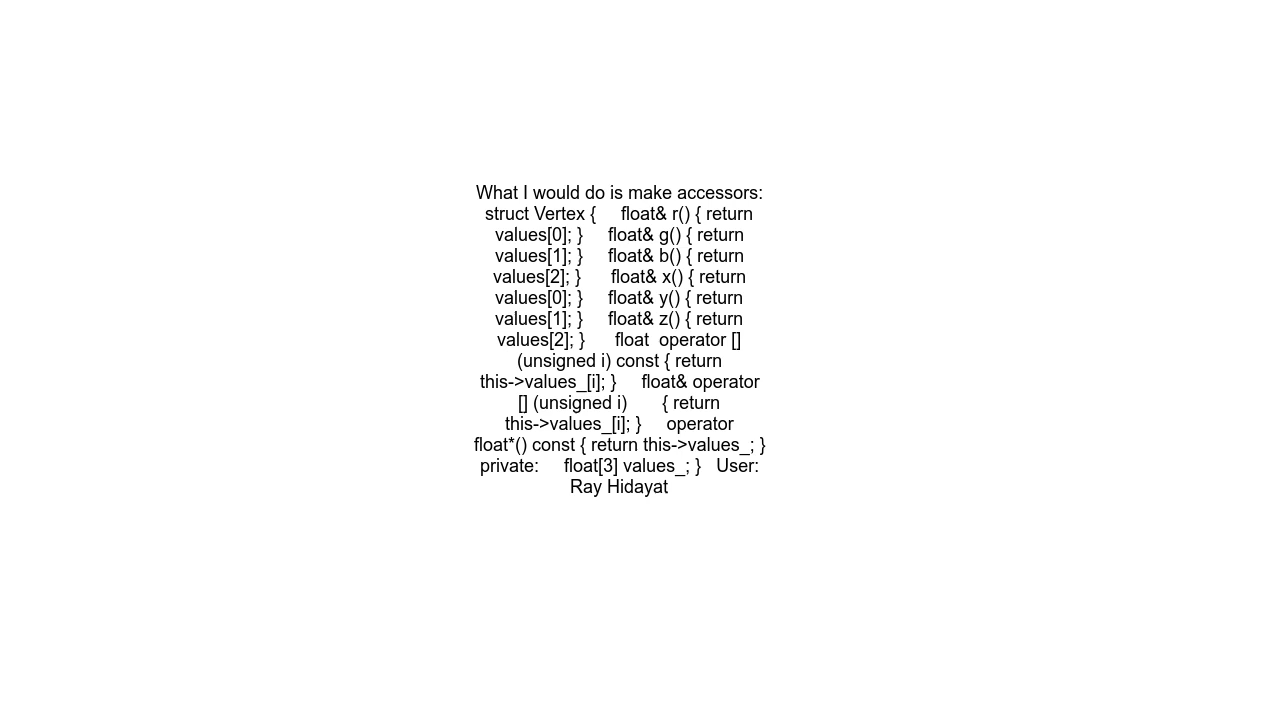 What I would do is make accessors:
struct Vertex {     float& r() { return
values[0]; }     float& g() { return
values[1]; }     float& b() { return
values[2]; }      float& x() { return
values[0]; }     float& y() { return
values[1]; }     float& z() { return
values[2]; }      float  operator []
(unsigned i) const { return
this->values_[i]; }     float& operator
[] (unsigned i)       { return
this->values_[i]; }     operator
float*() const { return this->values_; }
private:     float[3] values_; }   User:
Ray Hidayat